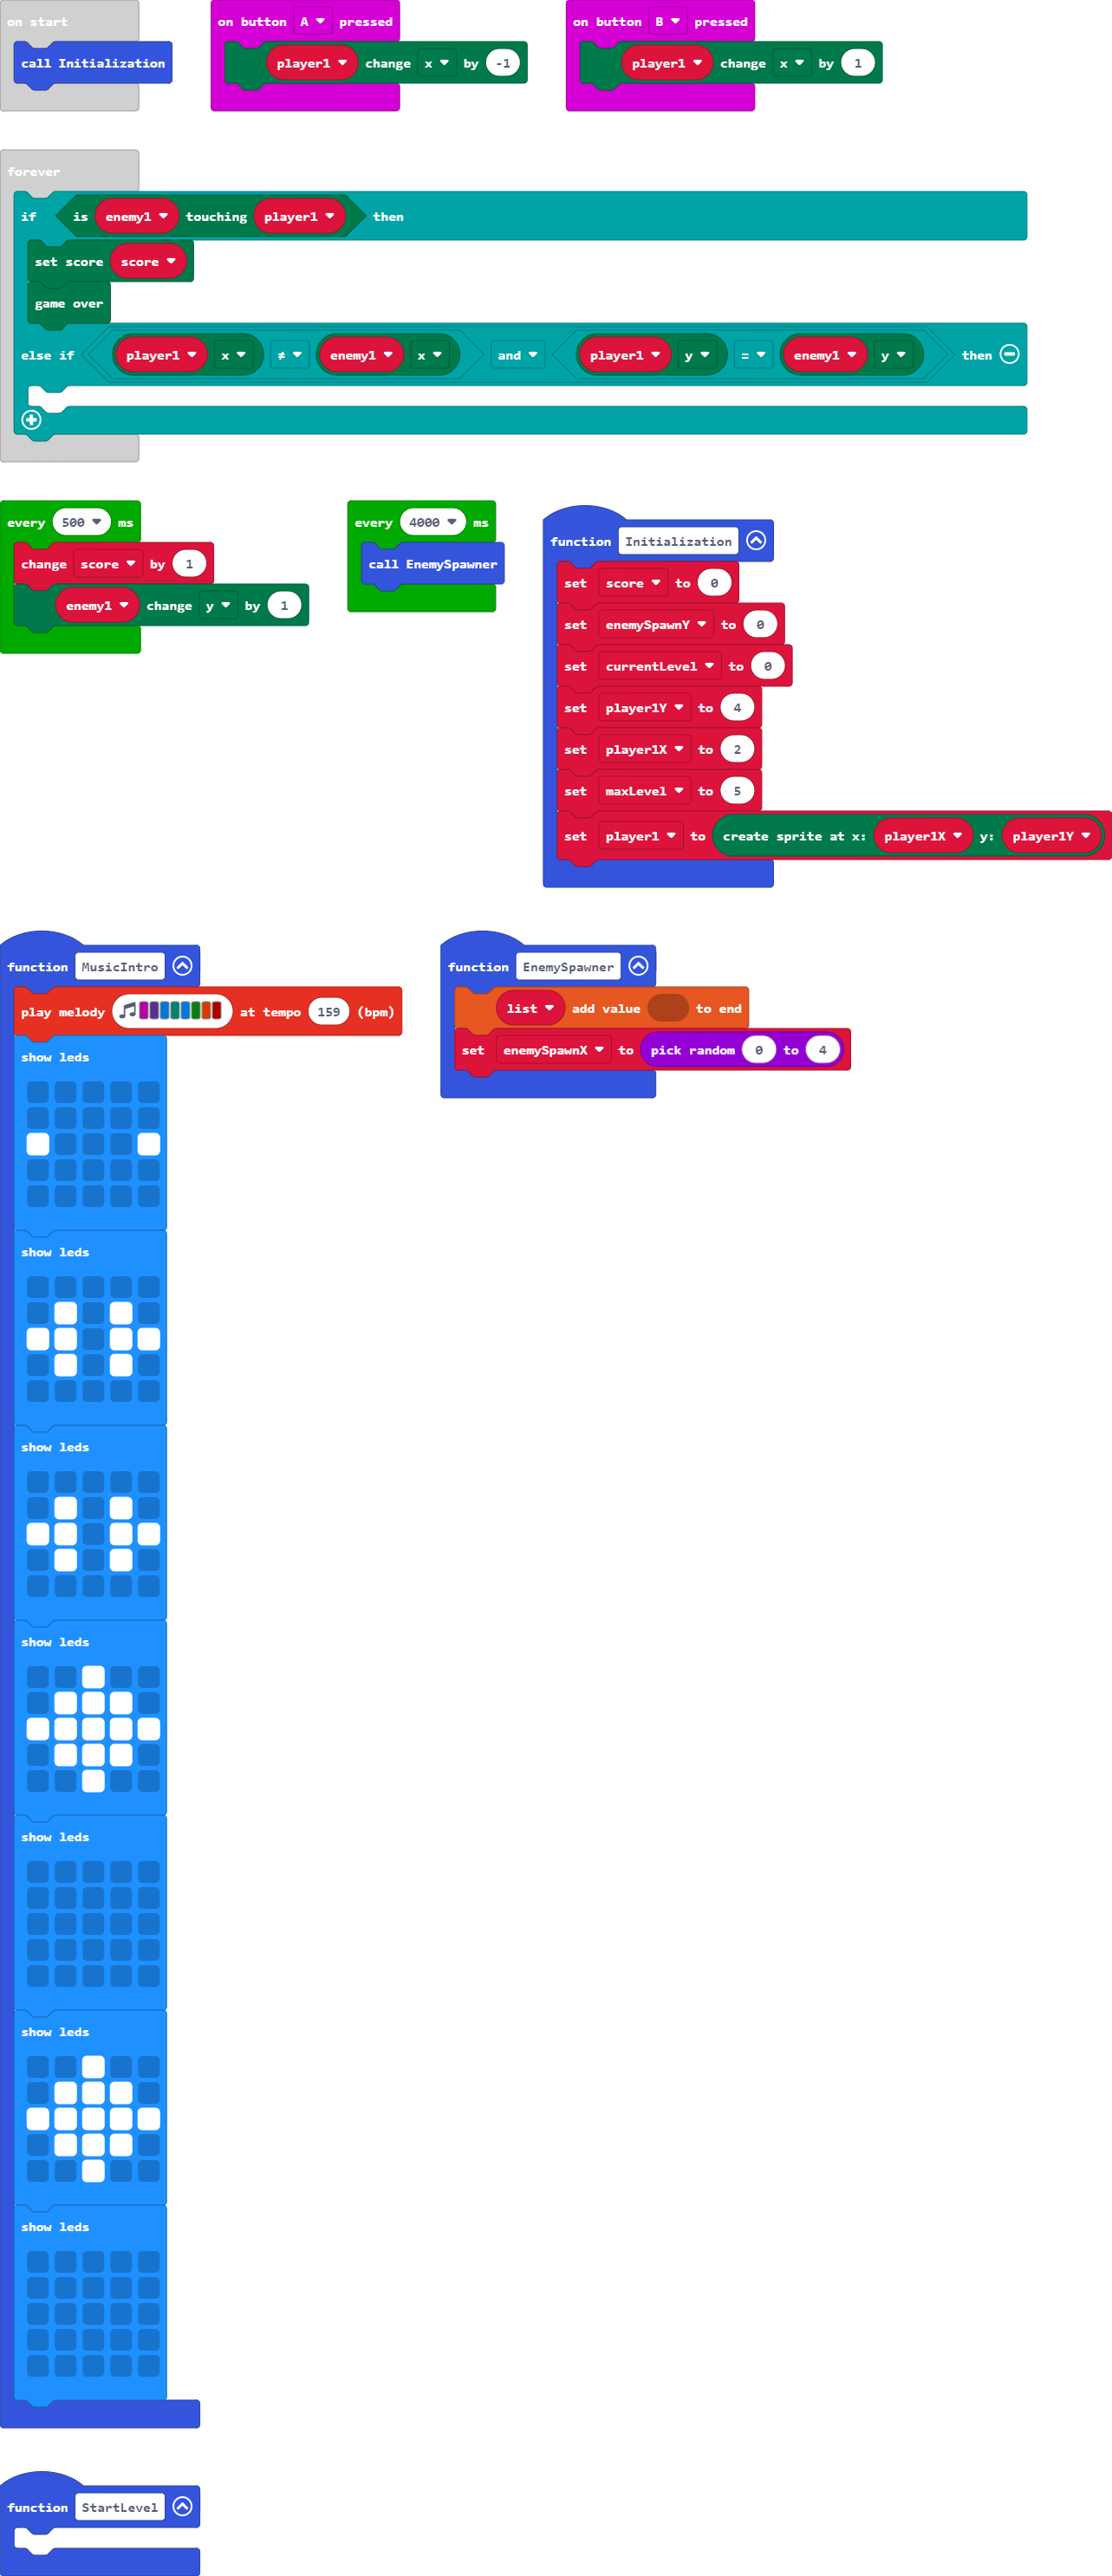 on start
call Initialization
on button A pressed
player1 change x by -1
on button B pressed
player1 change x by 1
forever
if is enemy1 touching player1 then
set score score
game over
else if player1 x ≠ enemy1 x and player1 y = enemy1 y then
every 500 ms
change score by 1
enemy1 change y by 1
every 4000 ms
call EnemySpawner
function Initialization
set score to 0
set enemySpawnY to 0
set currentLevel to 0
set player1Y to 4
set player1X to 2
set maxLevel to 5
set player1 to create sprite at x: player1X y: player1Y
function MusicIntro
play melody at tempo 159 (bpm)
show leds
show leds
show leds
show leds
show leds
show leds
show leds
function EnemySpawner
list add value to end
set enemySpawnX to pick random 0 to 4
function StartLevel